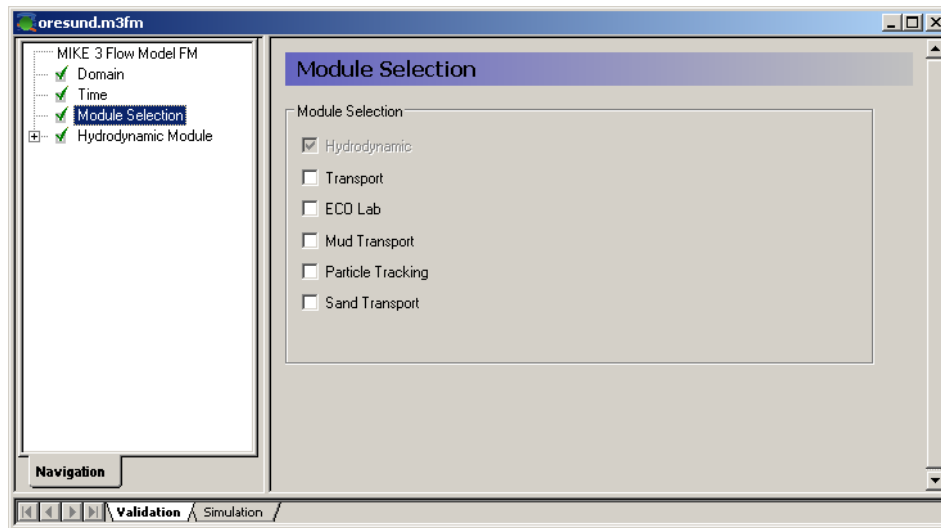 oresund.m3fm
MIKE 3 Flow Model FM
Domain
Time
Module Selection
Hydrodynamic Module
Navigation
Module Selection
Module Selection
Hydrodynamic
Transport
ECO Lab
Mud Transport
Particle Tracking
Sand Transport
Validation
Simulation